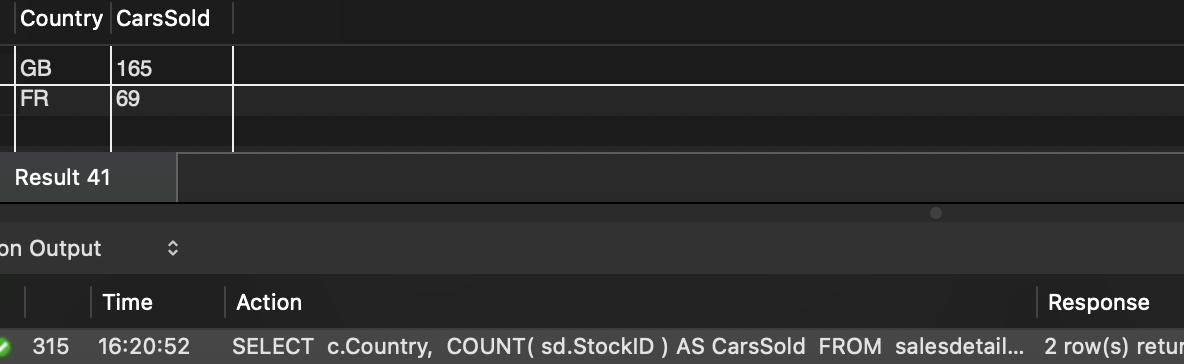 Country CarsSold
GB 165
FR 69
Result 41
on Output
Time Action Response
315 16:20:52 SELECT c.Country, COUNT( sd.StockID ) AS CarsSold FROM salesdetail... 2 row(s) retur